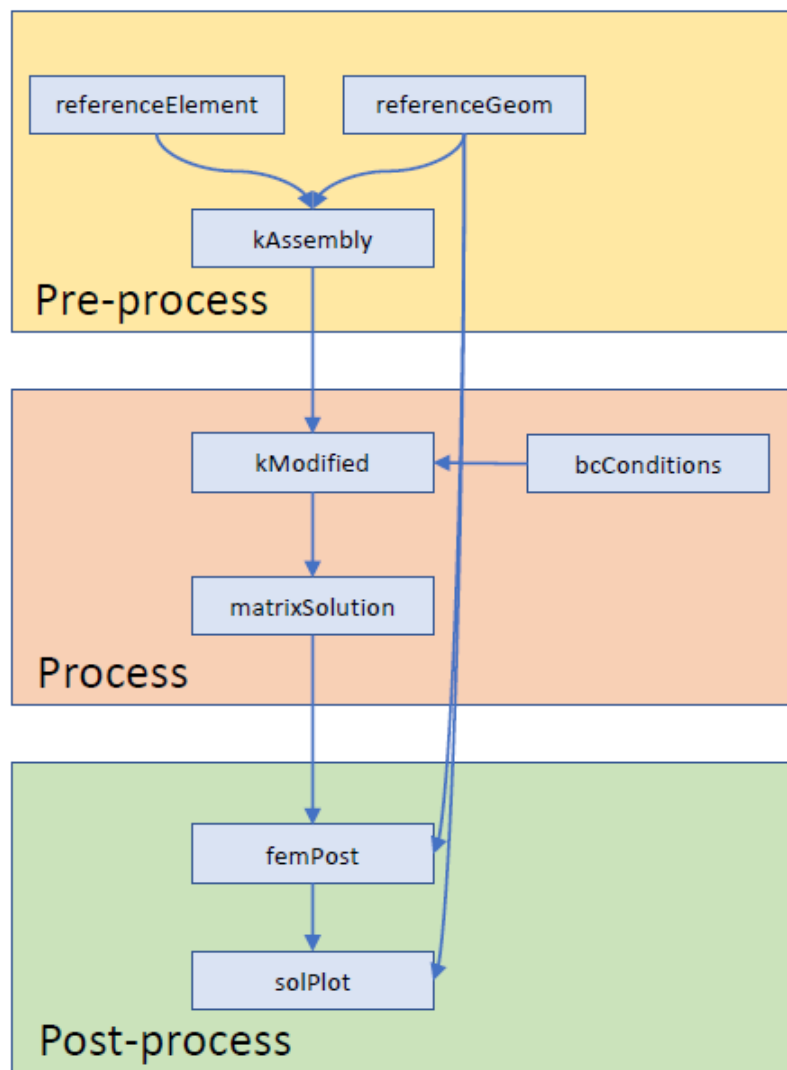 referenceElement
referenceGeom
kAssembly
Pre-process
kModified
bcConditions
matrixSolution
Process
femPost
solPlot
Post-process